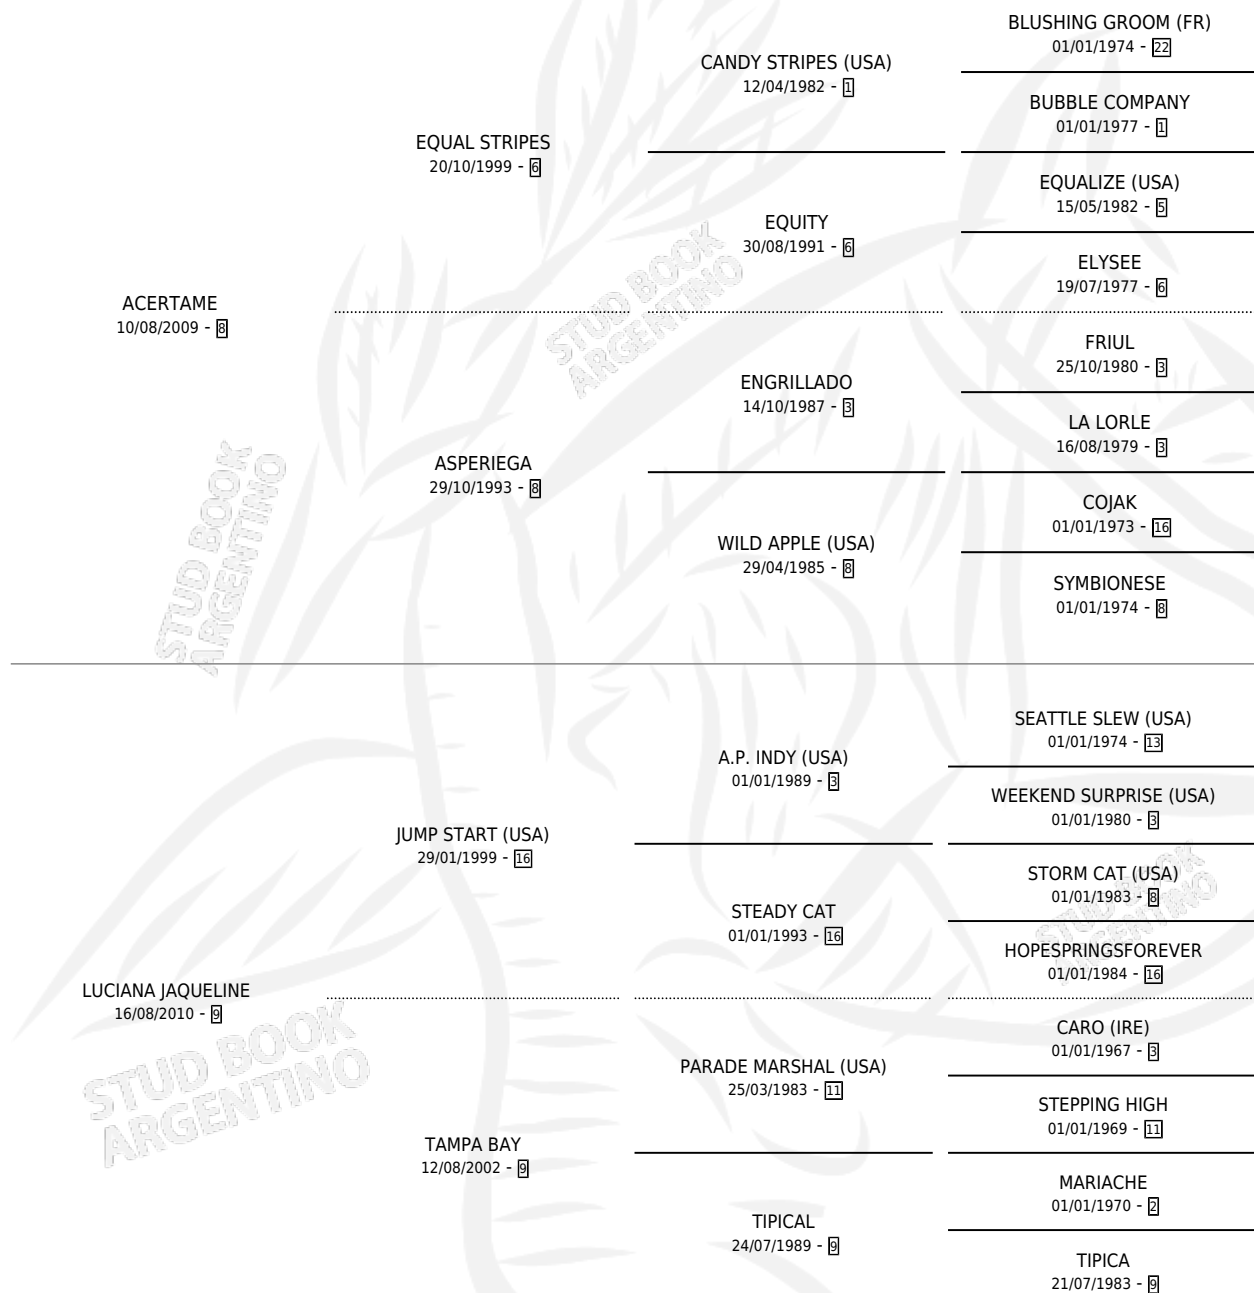 BLUSHING GROOM (FR)
01/01/1974 - 22
CANDY STRIPES (USA)
12/04/1982 - 1
BUBBLE COMPANY
01/01/1977 - 1
EQUAL STRIPES
20/10/1999 - 6
EQUALIZE (USA)
15/05/1982 - 5
EQUITY
30/08/1991 - 6
ELYSEE
19/07/1977 - 6
ACERTAME
10/08/2009 - 8
FRIUL
25/10/1980 - 3
ENGRILLADO
14/10/1987 - 3
LA LORLE
16/08/1979 - 3
ASPERIEGA
29/10/1993 - 8
COJAK
01/01/1973 - 16
WILD APPLE (USA)
29/04/1985 - 8
SYMBIONESE
01/01/1974 - 8
SEATTLE SLEW (USA)
01/01/1974 - 13
A.P. INDY (USA)
01/01/1989 - 3
WEEKEND SURPRISE (USA)
01/01/1980 - 3
JUMP START (USA)
29/01/1999 - 16
STORM CAT (USA)
01/01/1983 - 8
STEADY CAT
01/01/1993 - 16
HOPESPRINGSFOREVER
01/01/1984 - 16
LUCIANA JAQUELINE
16/08/2010 - 9
CARO (IRE)
01/01/1967 - 3
PARADE MARSHAL (USA)
25/03/1983 - 11
STEPPING HIGH
01/01/1969 - 11
TAMPA BAY
12/08/2002 - 9
MARIACHE
01/01/1970 - 2
TIPICAL
24/07/1989 - 9
TIPICA
21/07/1983 - 9
STUD BOOK
ARGENTINO
STUD BOOK
ARGENTINO
STUD BOOK
ARGENTINO
STUD BOOK
ARGENTINO